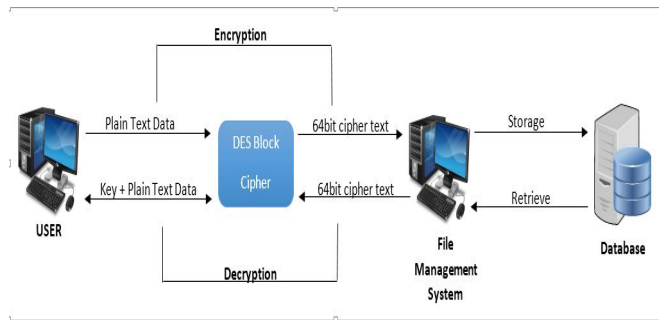 Encryption
Plain Text Data
64bit cipher text
Storage
DES Block
Cipher
Key + Plain Text Data
64bit cipher text
Retrieve
USER
File
Management
System
Database
Decryption